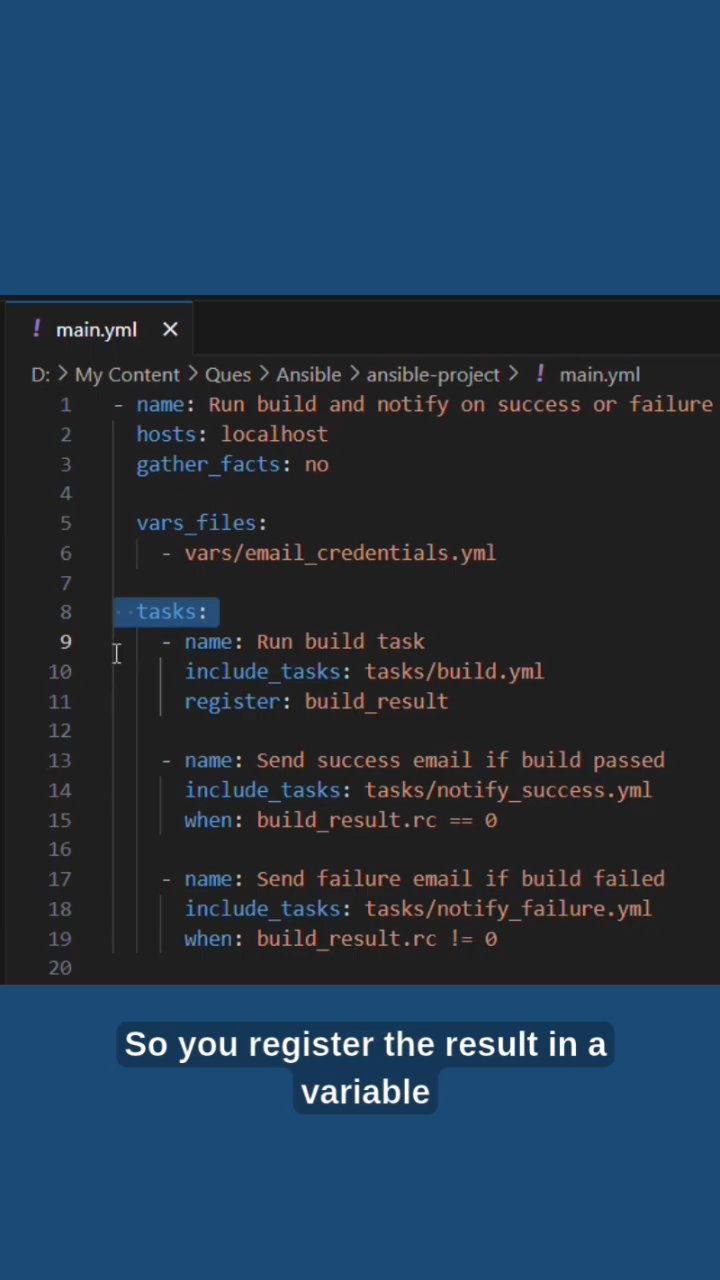 ! main.yml ✕
D: > My Content > Ques > Ansible > ansible-project > ! main.yml
1 - name: Run build and notify on success or failure
2 hosts: localhost
3 gather_facts: no
4
5 vars_files:
6 - vars/email_credentials.yml
7
8 tasks:
9 - name: Run build task
10 include_tasks: tasks/build.yml
11 register: build_result
12
13 - name: Send success email if build passed
14 include_tasks: tasks/notify_success.yml
15 when: build_result.rc == 0
16
17 - name: Send failure email if build failed
18 include_tasks: tasks/notify_failure.yml
19 when: build_result.rc != 0
20
So you register the result in a
variable